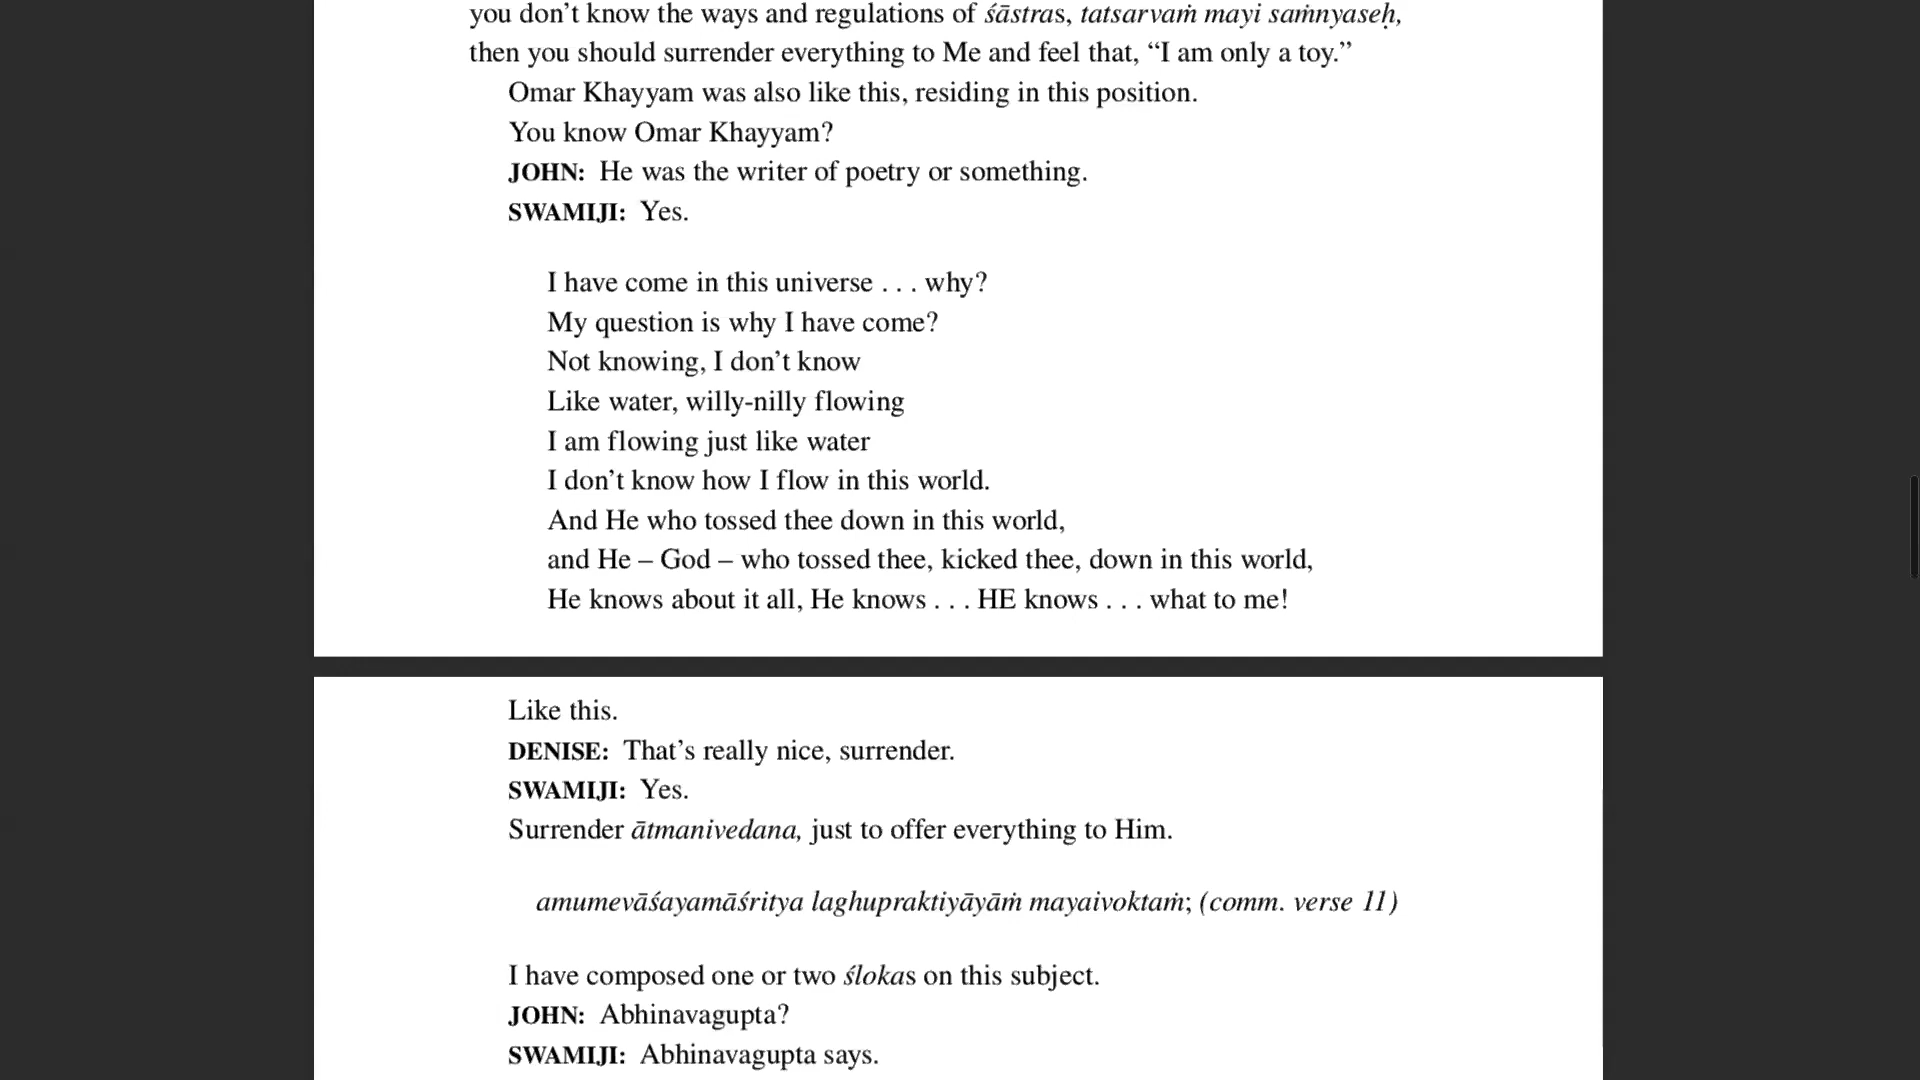 you don’t know the ways and regulations of śāstras, tatsarvaṁ mayi saṁnyaseḥ,
then you should surrender everything to Me and feel that, “I am only a toy.”
Omar Khayyam was also like this, residing in this position.
You know Omar Khayyam?
JOHN: He was the writer of poetry or something.
SWAMIJI: Yes.
I have come in this universe . . . why?
My question is why I have come?
Not knowing, I don’t know
Like water, willy-nilly flowing
I am flowing just like water
I don’t know how I flow in this world.
And He who tossed thee down in this world,
and He – God – who tossed thee, kicked thee, down in this world,
He knows about it all, He knows . . . HE knows . . . what to me!
Like this.
DENISE: That’s really nice, surrender.
SWAMIJI: Yes.
Surrender ātmanivedana, just to offer everything to Him.
amumevāśayamāśritya laghupraktiyāyāṁ mayaivoktaṁ; (comm. verse 11)
I have composed one or two ślokas on this subject.
JOHN: Abhinavagupta?
SWAMIJI: Abhinavagupta says.